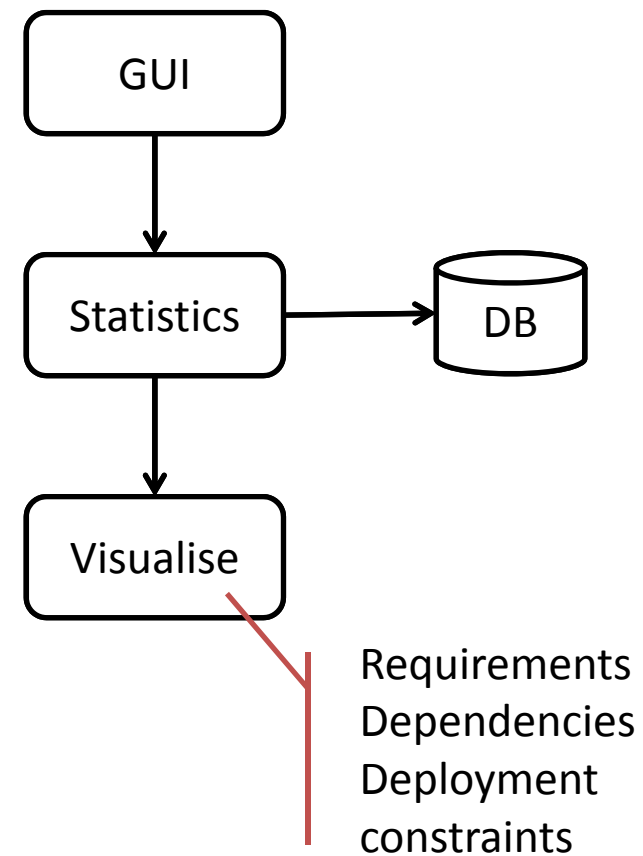 GUI
Statistics
DB
Visualise
Requirements
Dependencies
Deployment
constraints